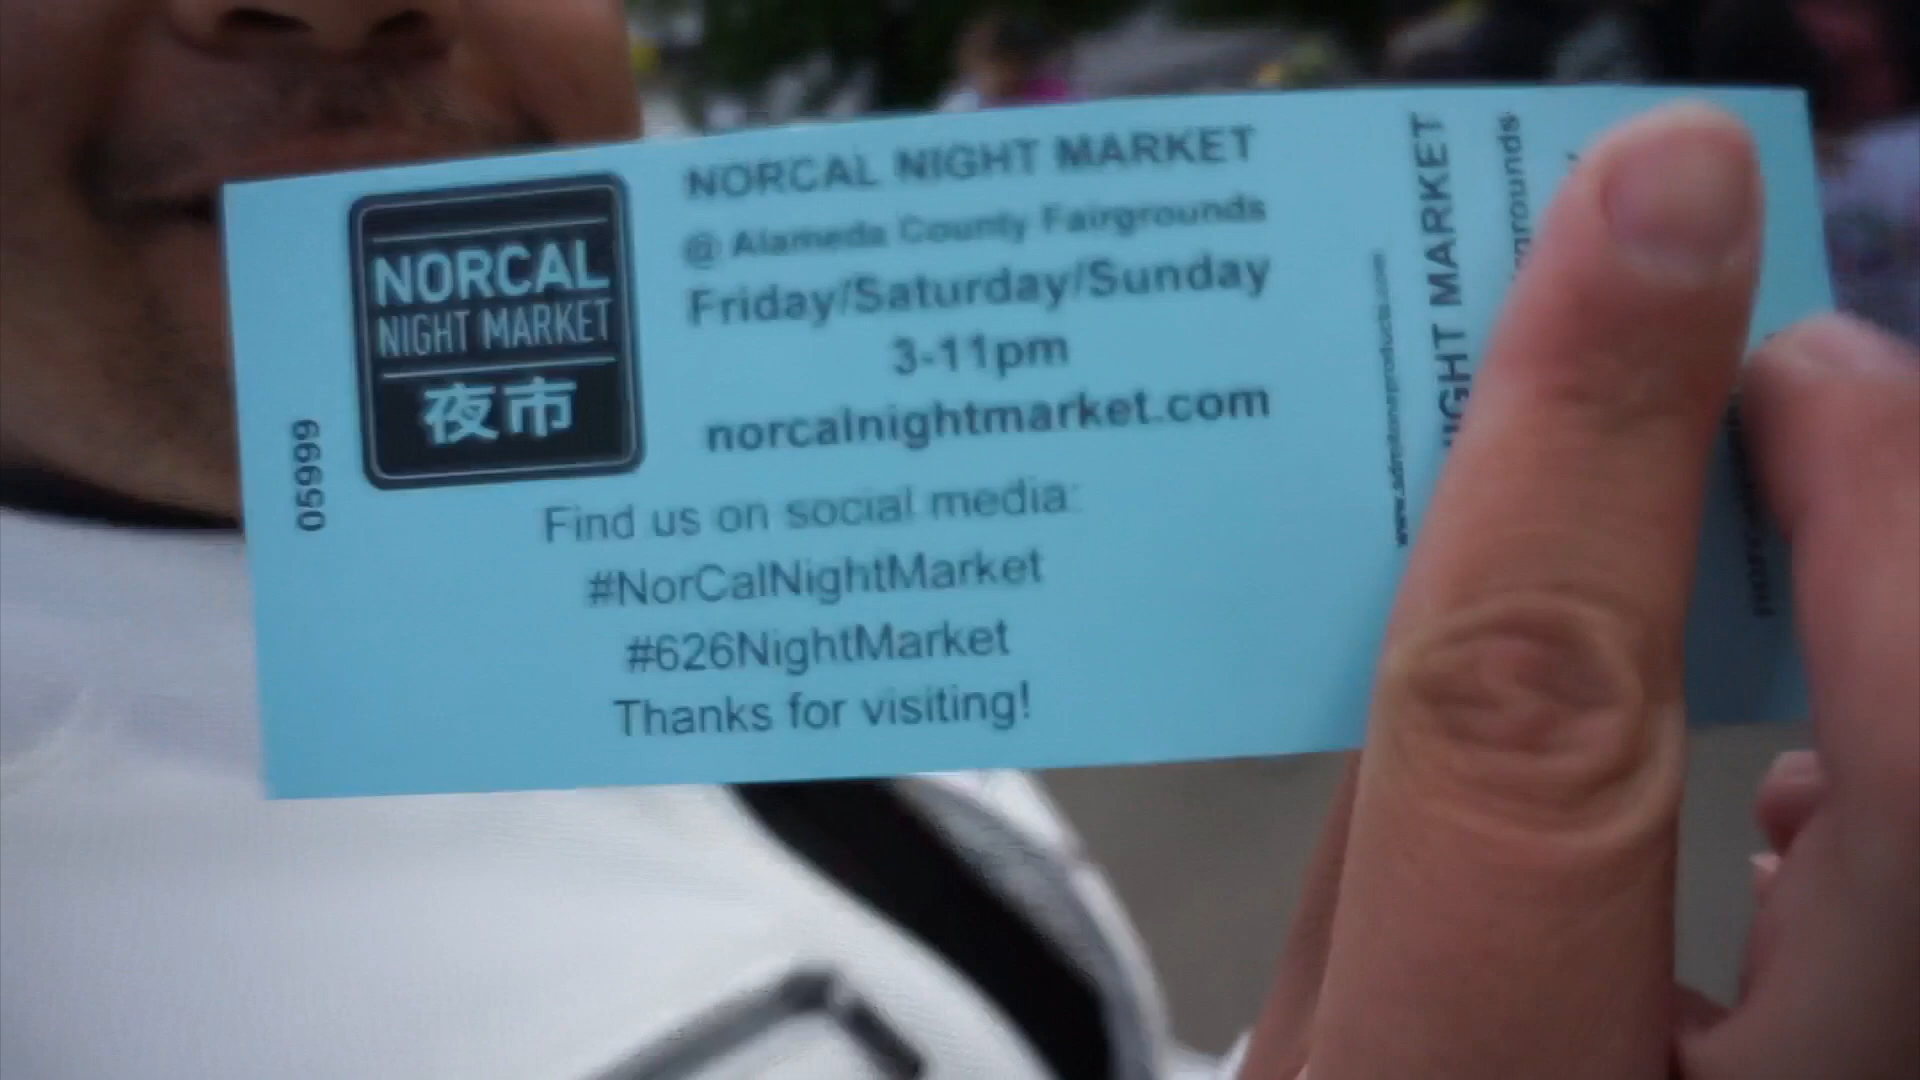 NORCAL
NIGHT MARKET
夜市
05999
NORCAL NIGHT MARKET
@ Alameda County Fairgrounds
Friday/Saturday/Sunday
3-11pm
norcalnightmarket.com
Find us on social media:
#NorCalNightMarket
#626NightMarket
Thanks for visiting!
MARKET